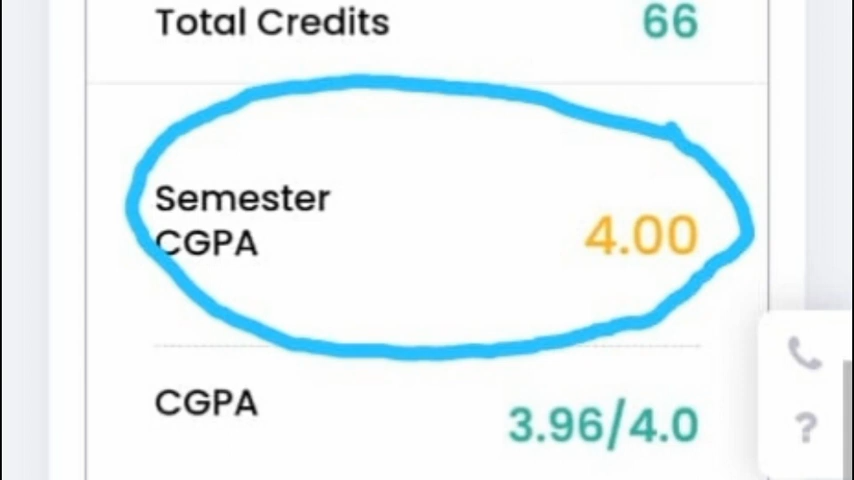 Total Credits 66
Semester
CGPA 4.00
CGPA 3.96/4.0
?